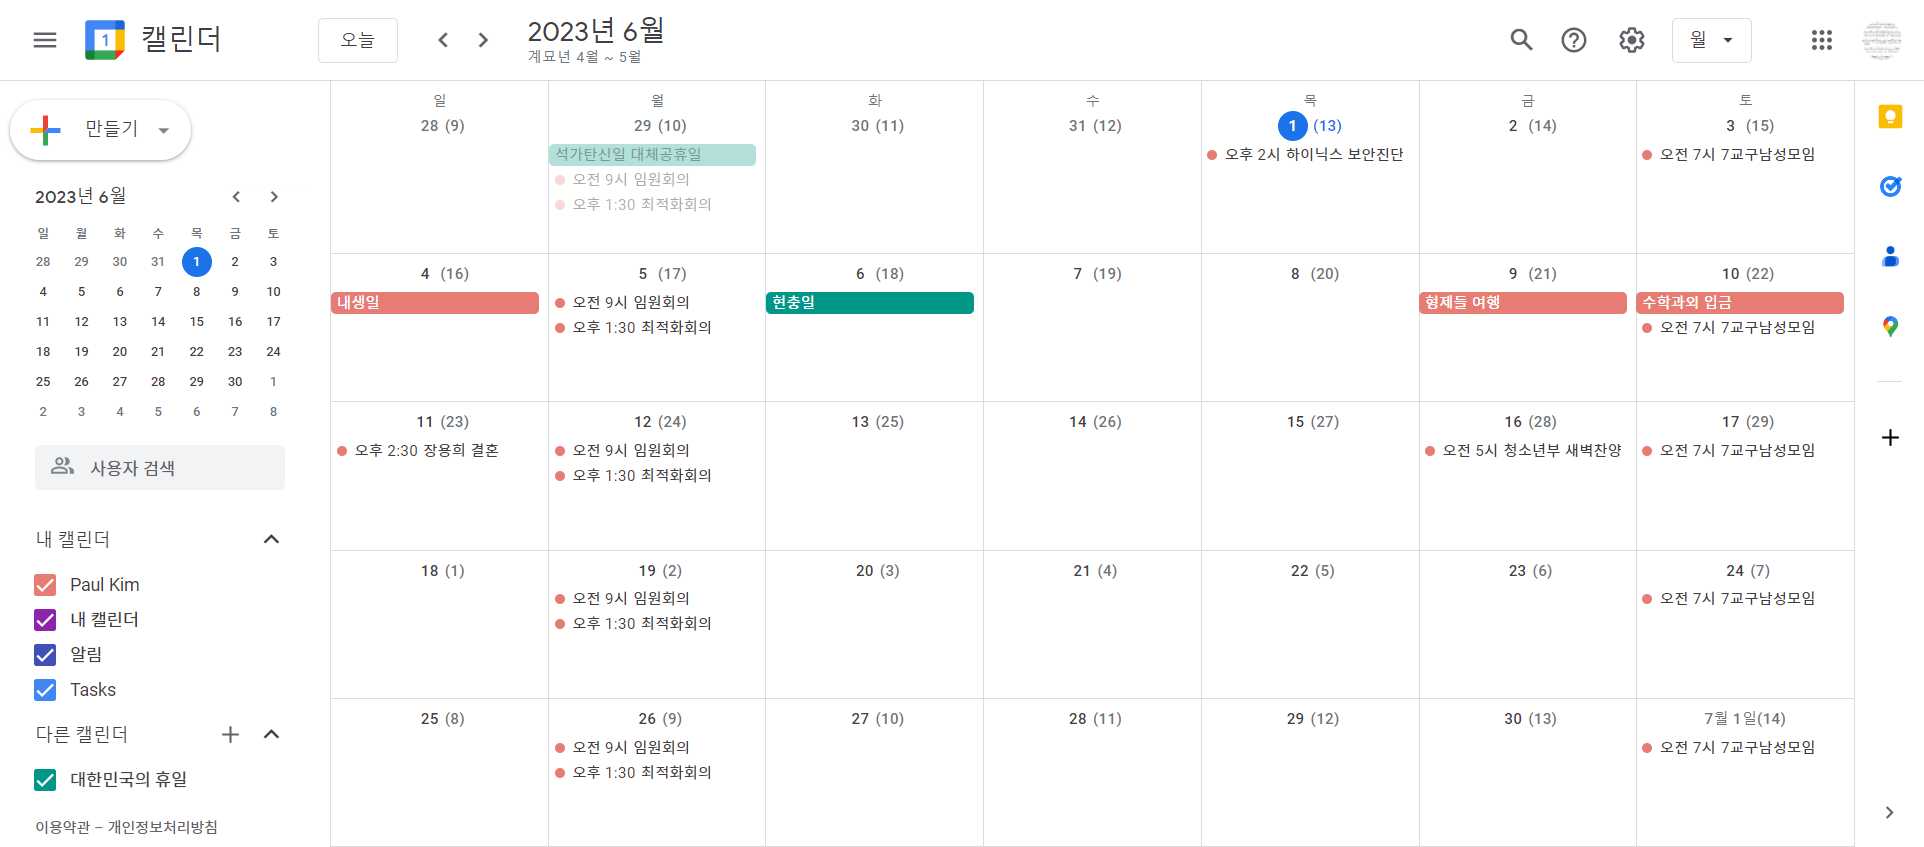 캘린더
오늘
2023년 6월
계묘년 4월 ~ 5월
월
만들기
2023년 6월
일 월 화 수 목 금 토
28 29 30 31 1 2 3
4 5 6 7 8 9 10
11 12 13 14 15 16 17
18 19 20 21 22 23 24
25 26 27 28 29 30 1
2 3 4 5 6 7 8
사용자 검색
내 캘린더
Paul Kim
내 캘린더
알림
Tasks
다른 캘린더
대한민국의 휴일
이용약관 – 개인정보처리방침
일 월 화 수 목 금 토
28 (9) 29 (10) 30 (11) 31 (12) 1 (13) 2 (14) 3 (15)
석가탄신일 대체공휴일 오후 2시 하이닉스 보안진단 오전 7시 7교구남성모임
오전 9시 임원회의
오후 1:30 최적화회의
4 (16) 5 (17) 6 (18) 7 (19) 8 (20) 9 (21) 10 (22)
내생일 오전 9시 임원회의 현충일 형제들 여행 수학과외 입금
오후 1:30 최적화회의 오전 7시 7교구남성모임
11 (23) 12 (24) 13 (25) 14 (26) 15 (27) 16 (28) 17 (29)
오후 2:30 장용희 결혼 오전 9시 임원회의 오전 5시 청소년부 새벽찬양 오전 7시 7교구남성모임
오후 1:30 최적화회의
18 (1) 19 (2) 20 (3) 21 (4) 22 (5) 23 (6) 24 (7)
오전 9시 임원회의 오전 7시 7교구남성모임
오후 1:30 최적화회의
25 (8) 26 (9) 27 (10) 28 (11) 29 (12) 30 (13) 7월 1일(14)
오전 9시 임원회의 오전 7시 7교구남성모임
오후 1:30 최적화회의